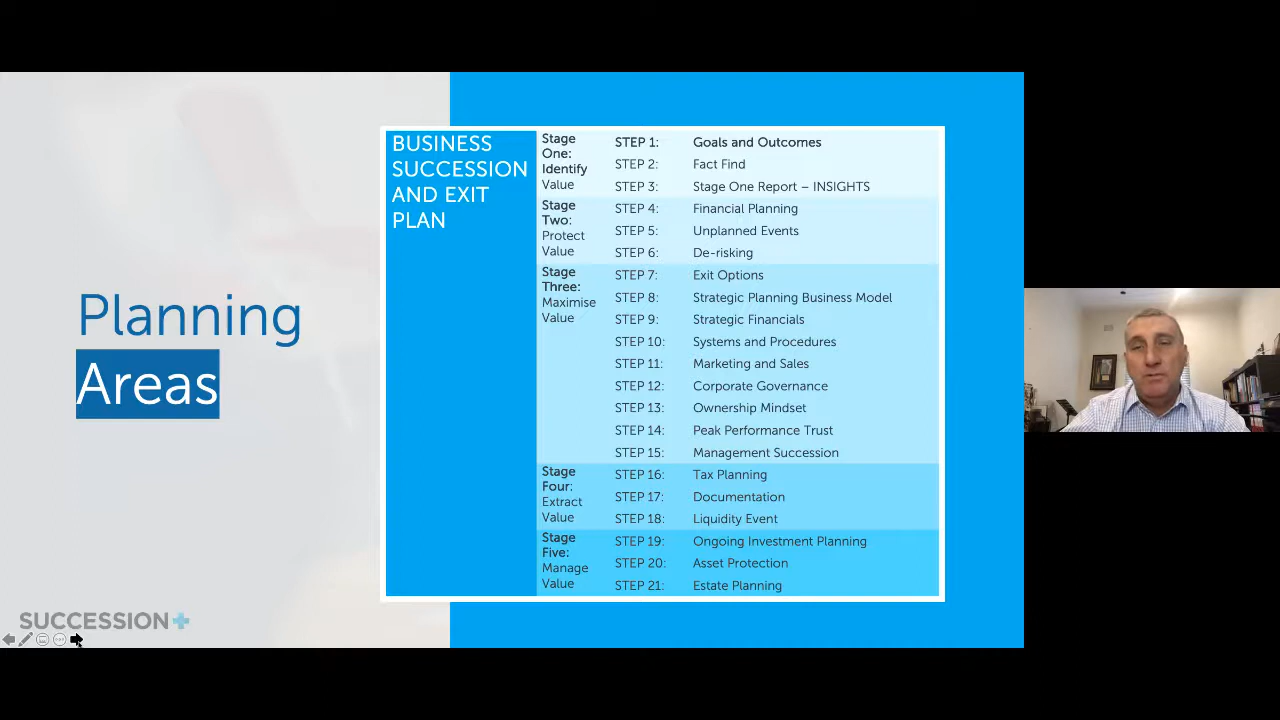 Planning
Areas
BUSINESS
SUCCESSION
AND EXIT
PLAN
Stage
One:
Identify
Value
STEP 1: Goals and Outcomes
STEP 2: Fact Find
STEP 3: Stage One Report – INSIGHTS
Stage
Two:
Protect
Value
STEP 4: Financial Planning
STEP 5: Unplanned Events
STEP 6: De-risking
Stage
Three:
Maximise
Value
STEP 7: Exit Options
STEP 8: Strategic Planning Business Model
STEP 9: Strategic Financials
STEP 10: Systems and Procedures
STEP 11: Marketing and Sales
STEP 12: Corporate Governance
STEP 13: Ownership Mindset
STEP 14: Peak Performance Trust
STEP 15: Management Succession
Stage
Four:
Extract
Value
STEP 16: Tax Planning
STEP 17: Documentation
STEP 18: Liquidity Event
Stage
Five:
Manage
Value
STEP 19: Ongoing Investment Planning
STEP 20: Asset Protection
STEP 21: Estate Planning
SUCCESSION+